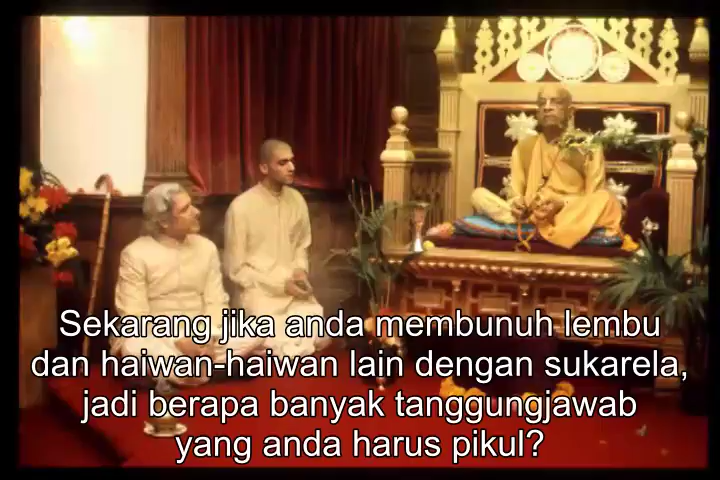 Sekarang jika anda membunuh lembu
dan haiwan-haiwan lain dengan sukarela,
jadi berapa banyak tanggungjawab
yang anda harus pikul?